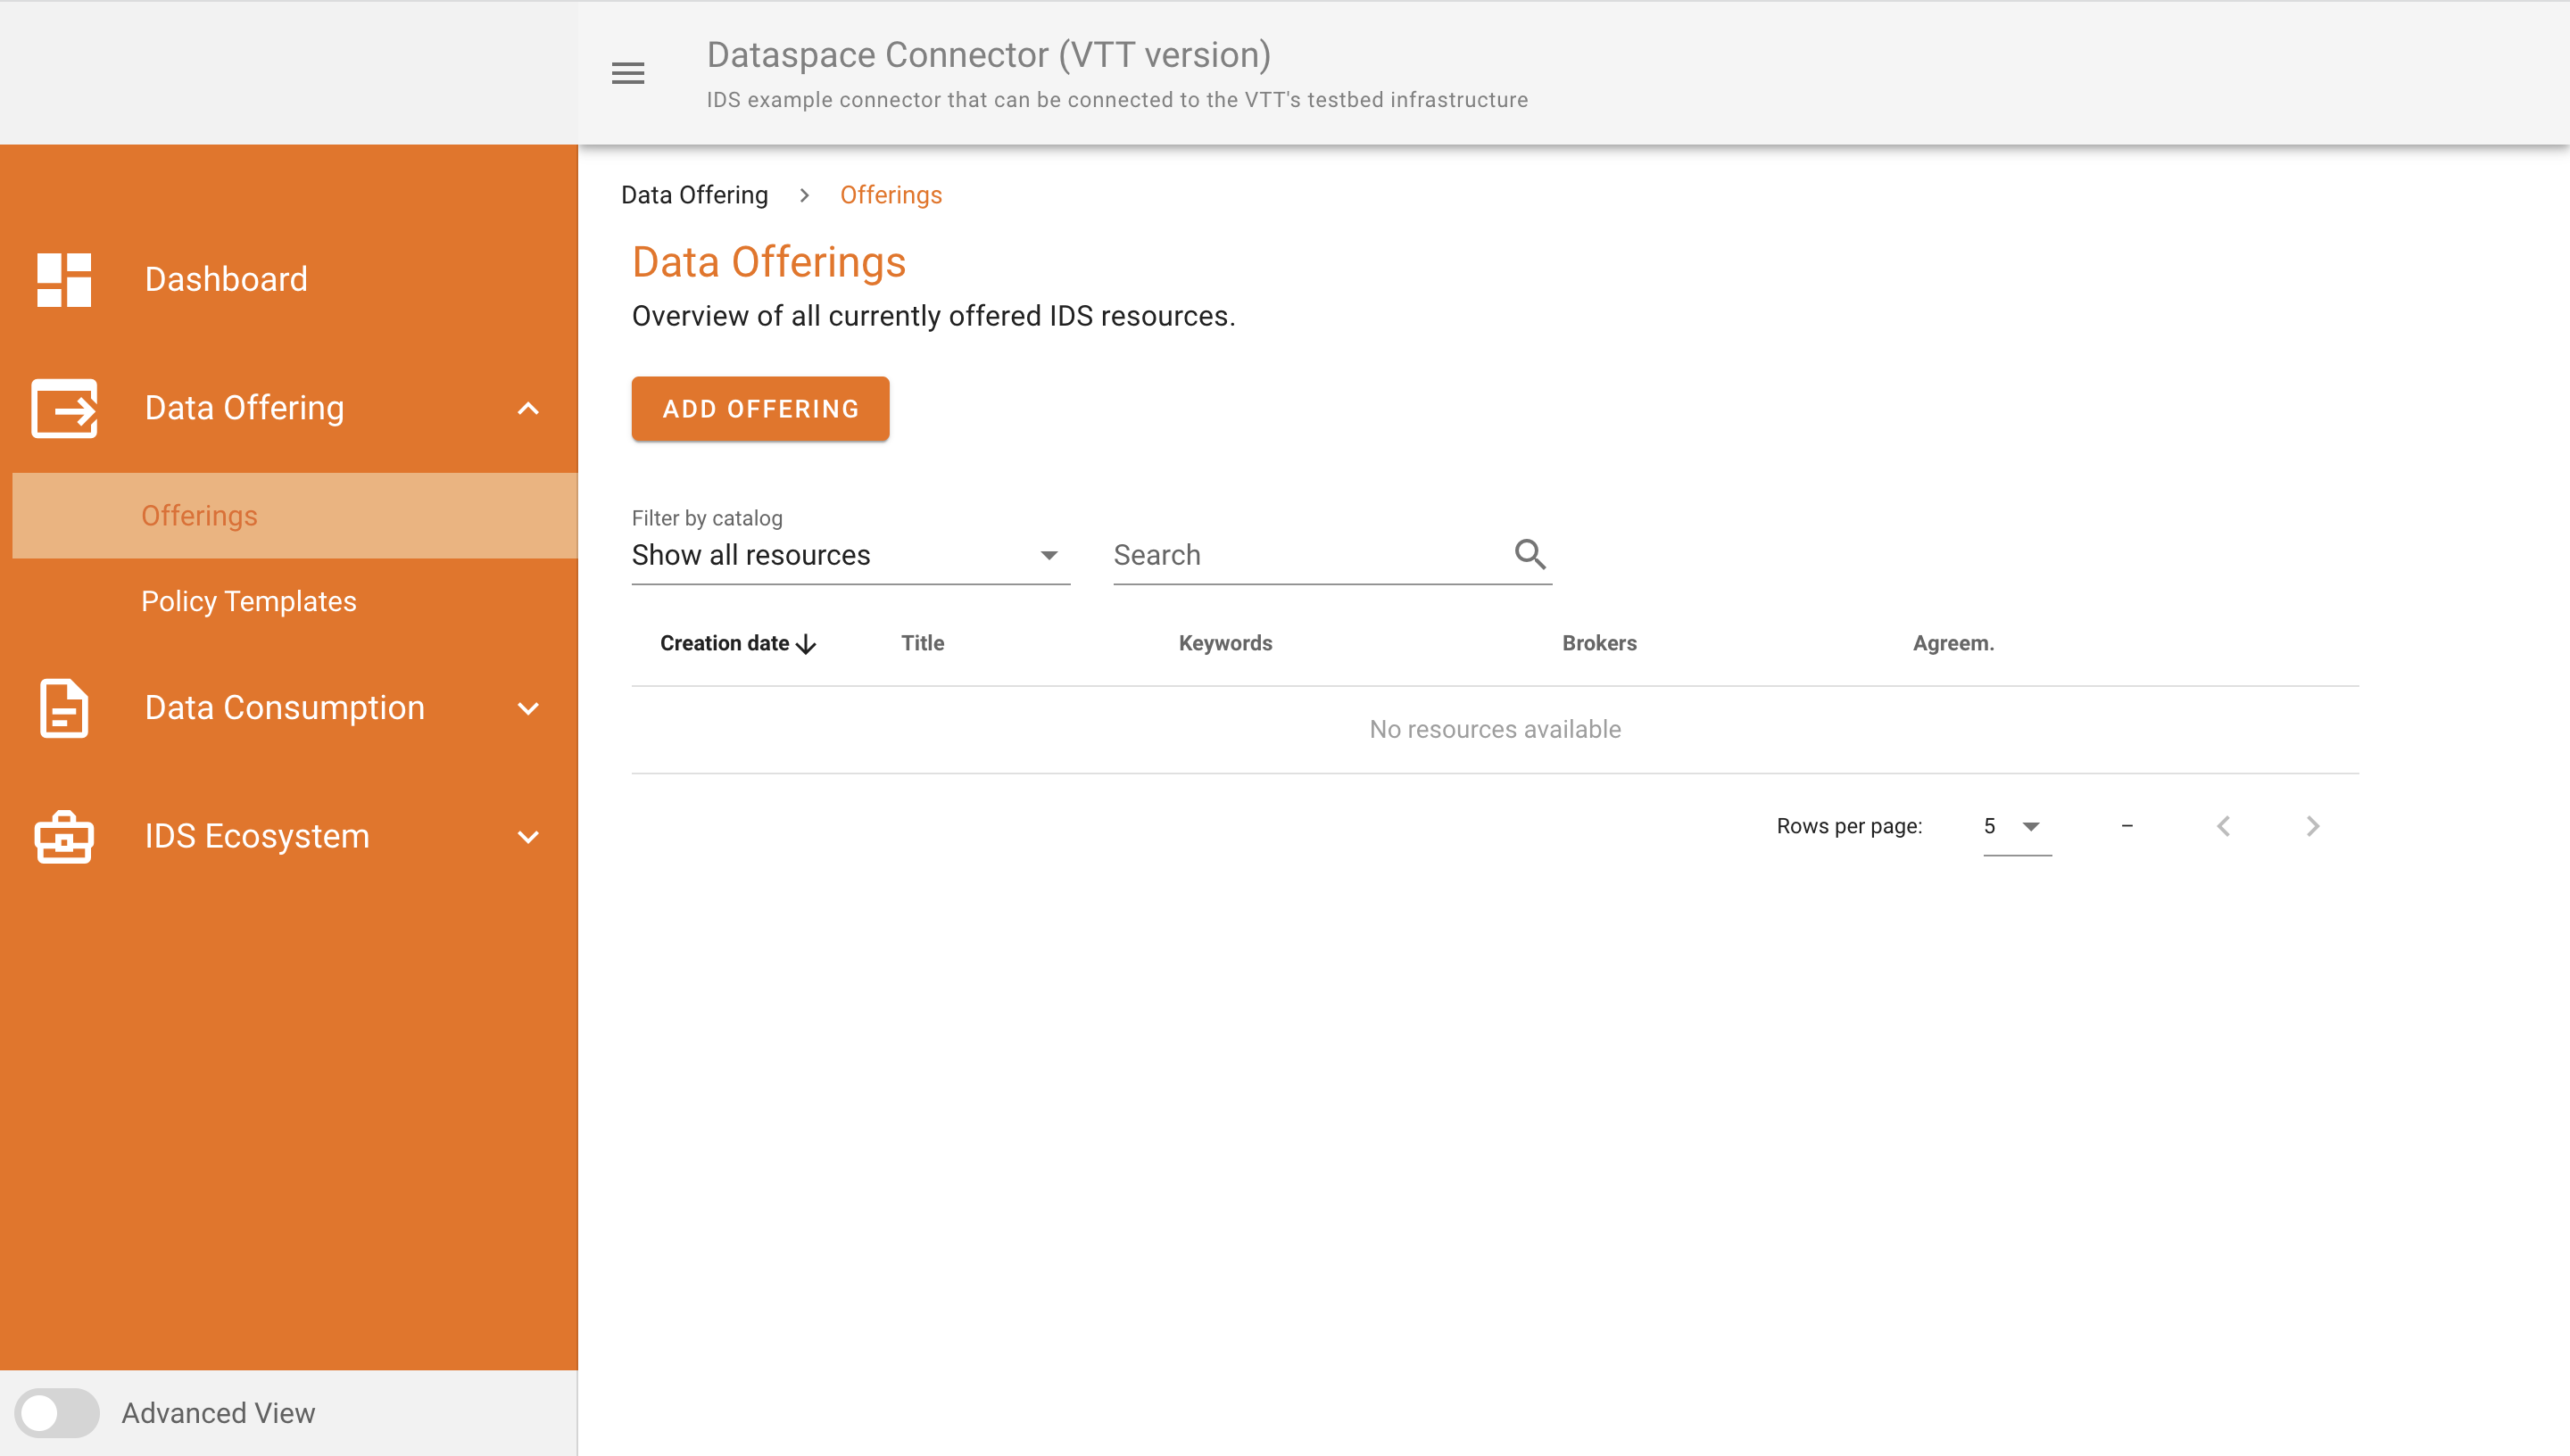 Dataspace Connector (VTT version)
IDS example connector that can be connected to the VTT's testbed infrastructure
Dashboard
Data Offering
Offerings
Policy Templates
Data Consumption
IDS Ecosystem
Advanced View
Data Offering > Offerings
Data Offerings
Overview of all currently offered IDS resources.
ADD OFFERING
Filter by catalog
Show all resources
Search
Creation date Title Keywords Brokers Agreem.
No resources available
Rows per page: 5 –